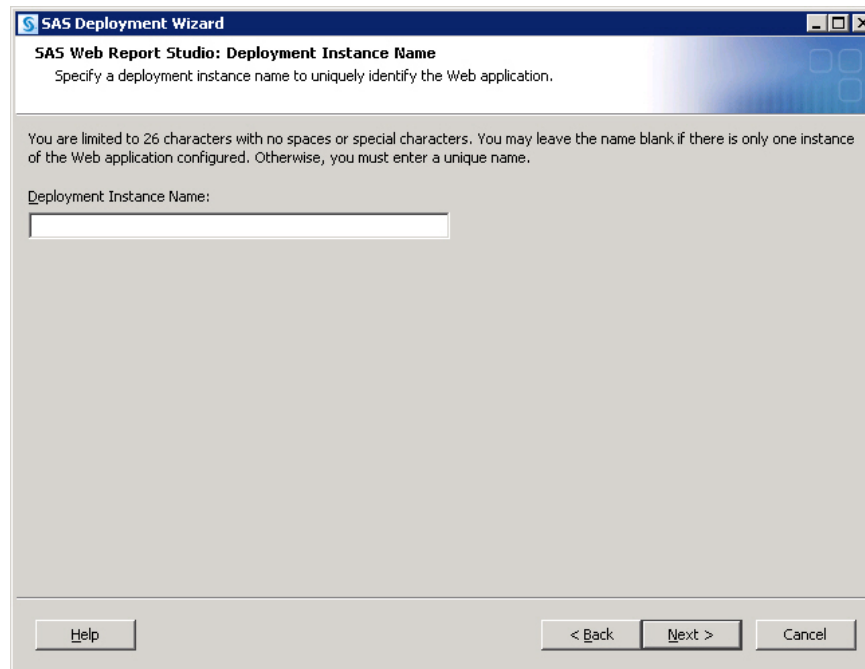 SAS Deployment Wizard
SAS Web Report Studio: Deployment Instance Name
Specify a deployment instance name to uniquely identify the Web application.
You are limited to 26 characters with no spaces or special characters. You may leave the name blank if there is only one instance
of the Web application configured. Otherwise, you must enter a unique name.
Deployment Instance Name:
Help
< Back
Next >
Cancel